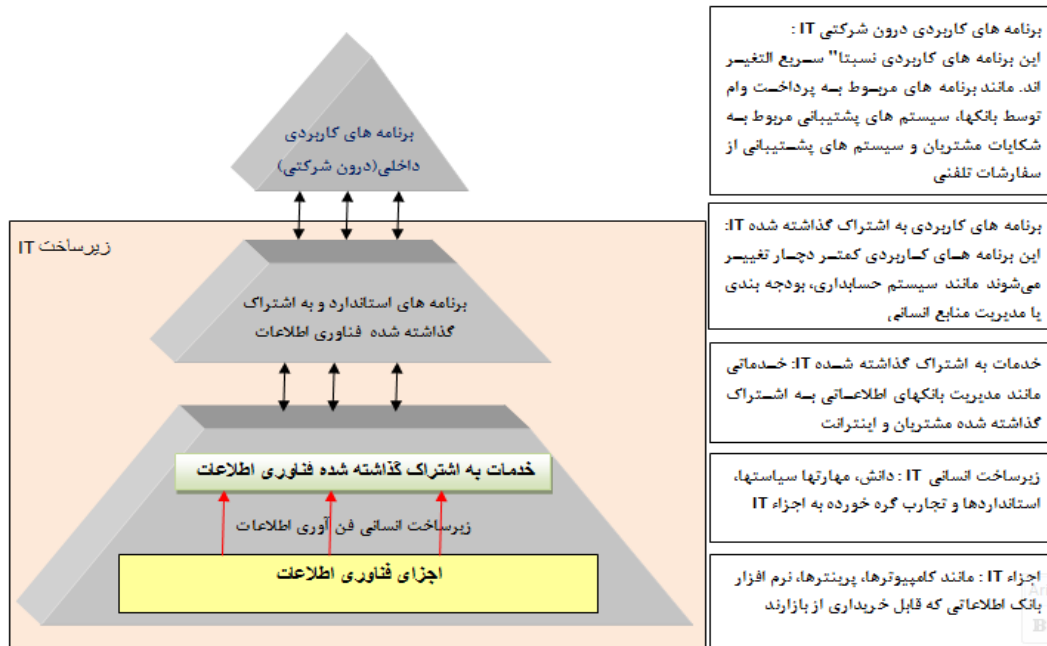 برنامه های کاربردی
داخلی(درون شرکتی)
زیرساخت IT
برنامه های استاندارد و به اشتراک
گذاشته شده فناوری اطلاعات
خدمات به اشتراک گذاشته شده فناوری اطلاعات
زیرساخت انسانی فن آوری اطلاعات
اجزای فناوری اطلاعات
برنامه های کاربردی درون شرکتی IT :
این برنامه های کاربردی نسبتا" سریع التغیر
اند. مانند برنامه های مربوط به پرداخت وام
توسط بانکها، سیستم های پشتیبانی مربوط به
شکایات مشتریان و سیستم های پشتیبانی از
سفارشات تلفنی
برنامه های کاربردی به اشتراک گذاشته شده IT:
این برنامه های کاربردی کمتر دچار تغییر
می‌شوند مانند سیستم حسابداری، بودجه بندی
یا مدیریت منابع انسانی
خدمات به اشتراک گذاشته شده IT: خدماتی
مانند مدیریت بانکهای اطلاعاتی به اشتراک
گذاشته شده مشتریان و اینترانت
زیرساخت انسانی IT : دانش، مهارتها سیاستها،
استانداردها و تجارب گره خورده به اجزاء IT
اجزاء IT : مانند کامپیوترها، پرینترها، نرم افزار
بانک اطلاعاتی که قابل خریداری از بازارند